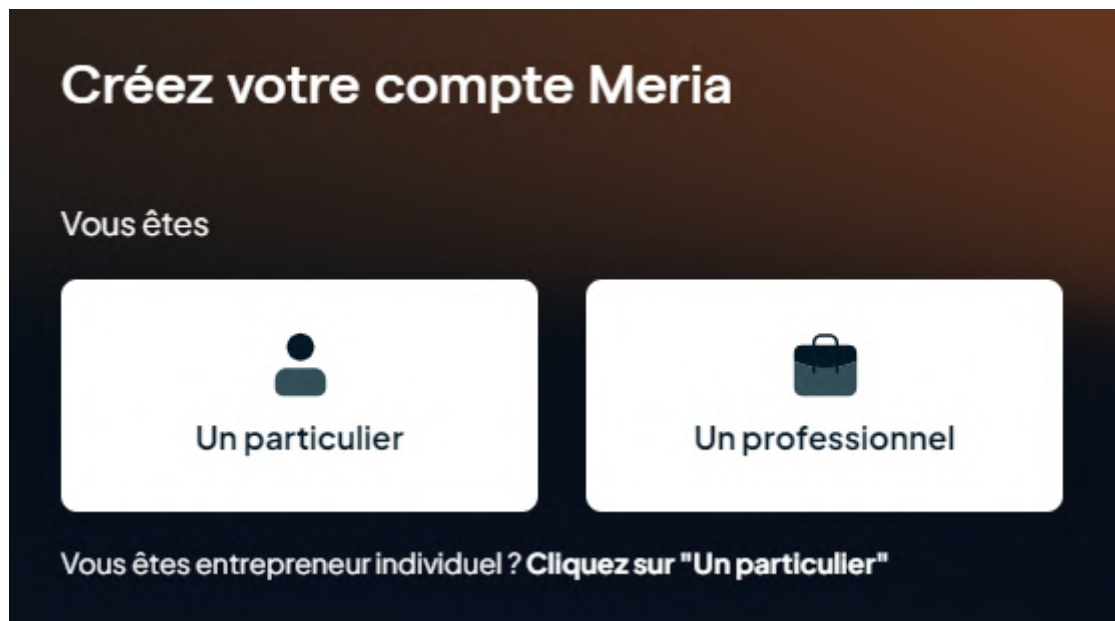 Créez votre compte Meria
Vous êtes
Un particulier
Un professionnel
Vous êtes entrepreneur individuel ? Cliquez sur "Un particulier"